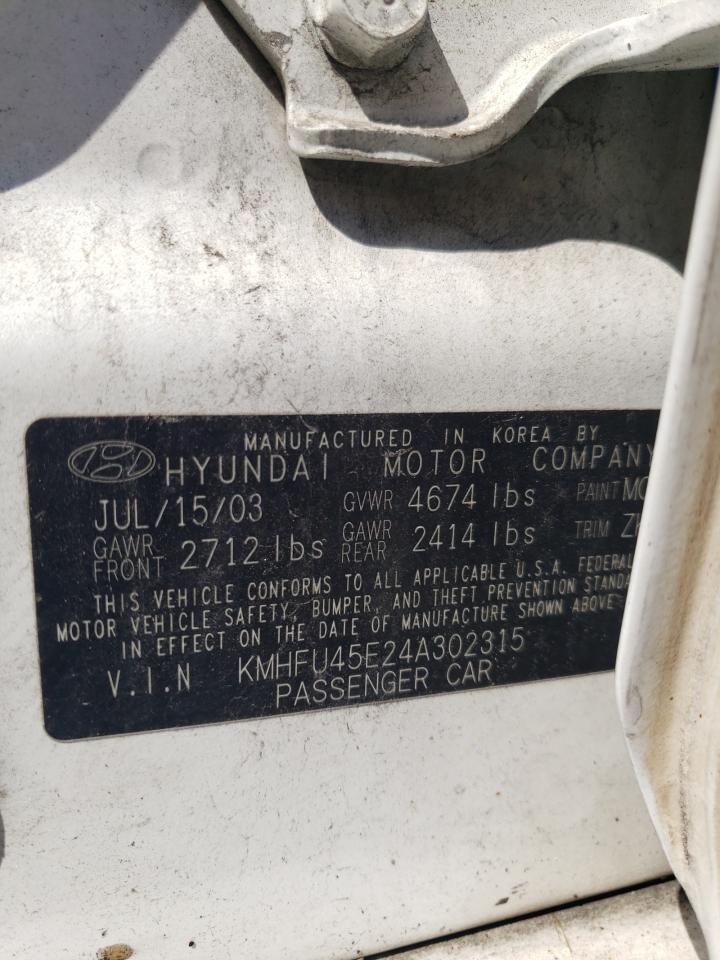 MANUFACTURED IN KOREA BY
HYUNDAI MOTOR COMPANY
JUL/15/03 GVWR 4674 lbs PAINT
GAWR FRONT 2712 lbs GAWR REAR 2414 lbs TRIM
THIS VEHICLE CONFORMS TO ALL APPLICABLE U.S.A. FEDERAL
MOTOR VEHICLE SAFETY, BUMPER, AND THEFT PREVENTION
IN EFFECT ON THE DATE OF MANUFACTURE SHOWN ABOVE
V.I.N KMHFU45E24A302315
PASSENGER CAR